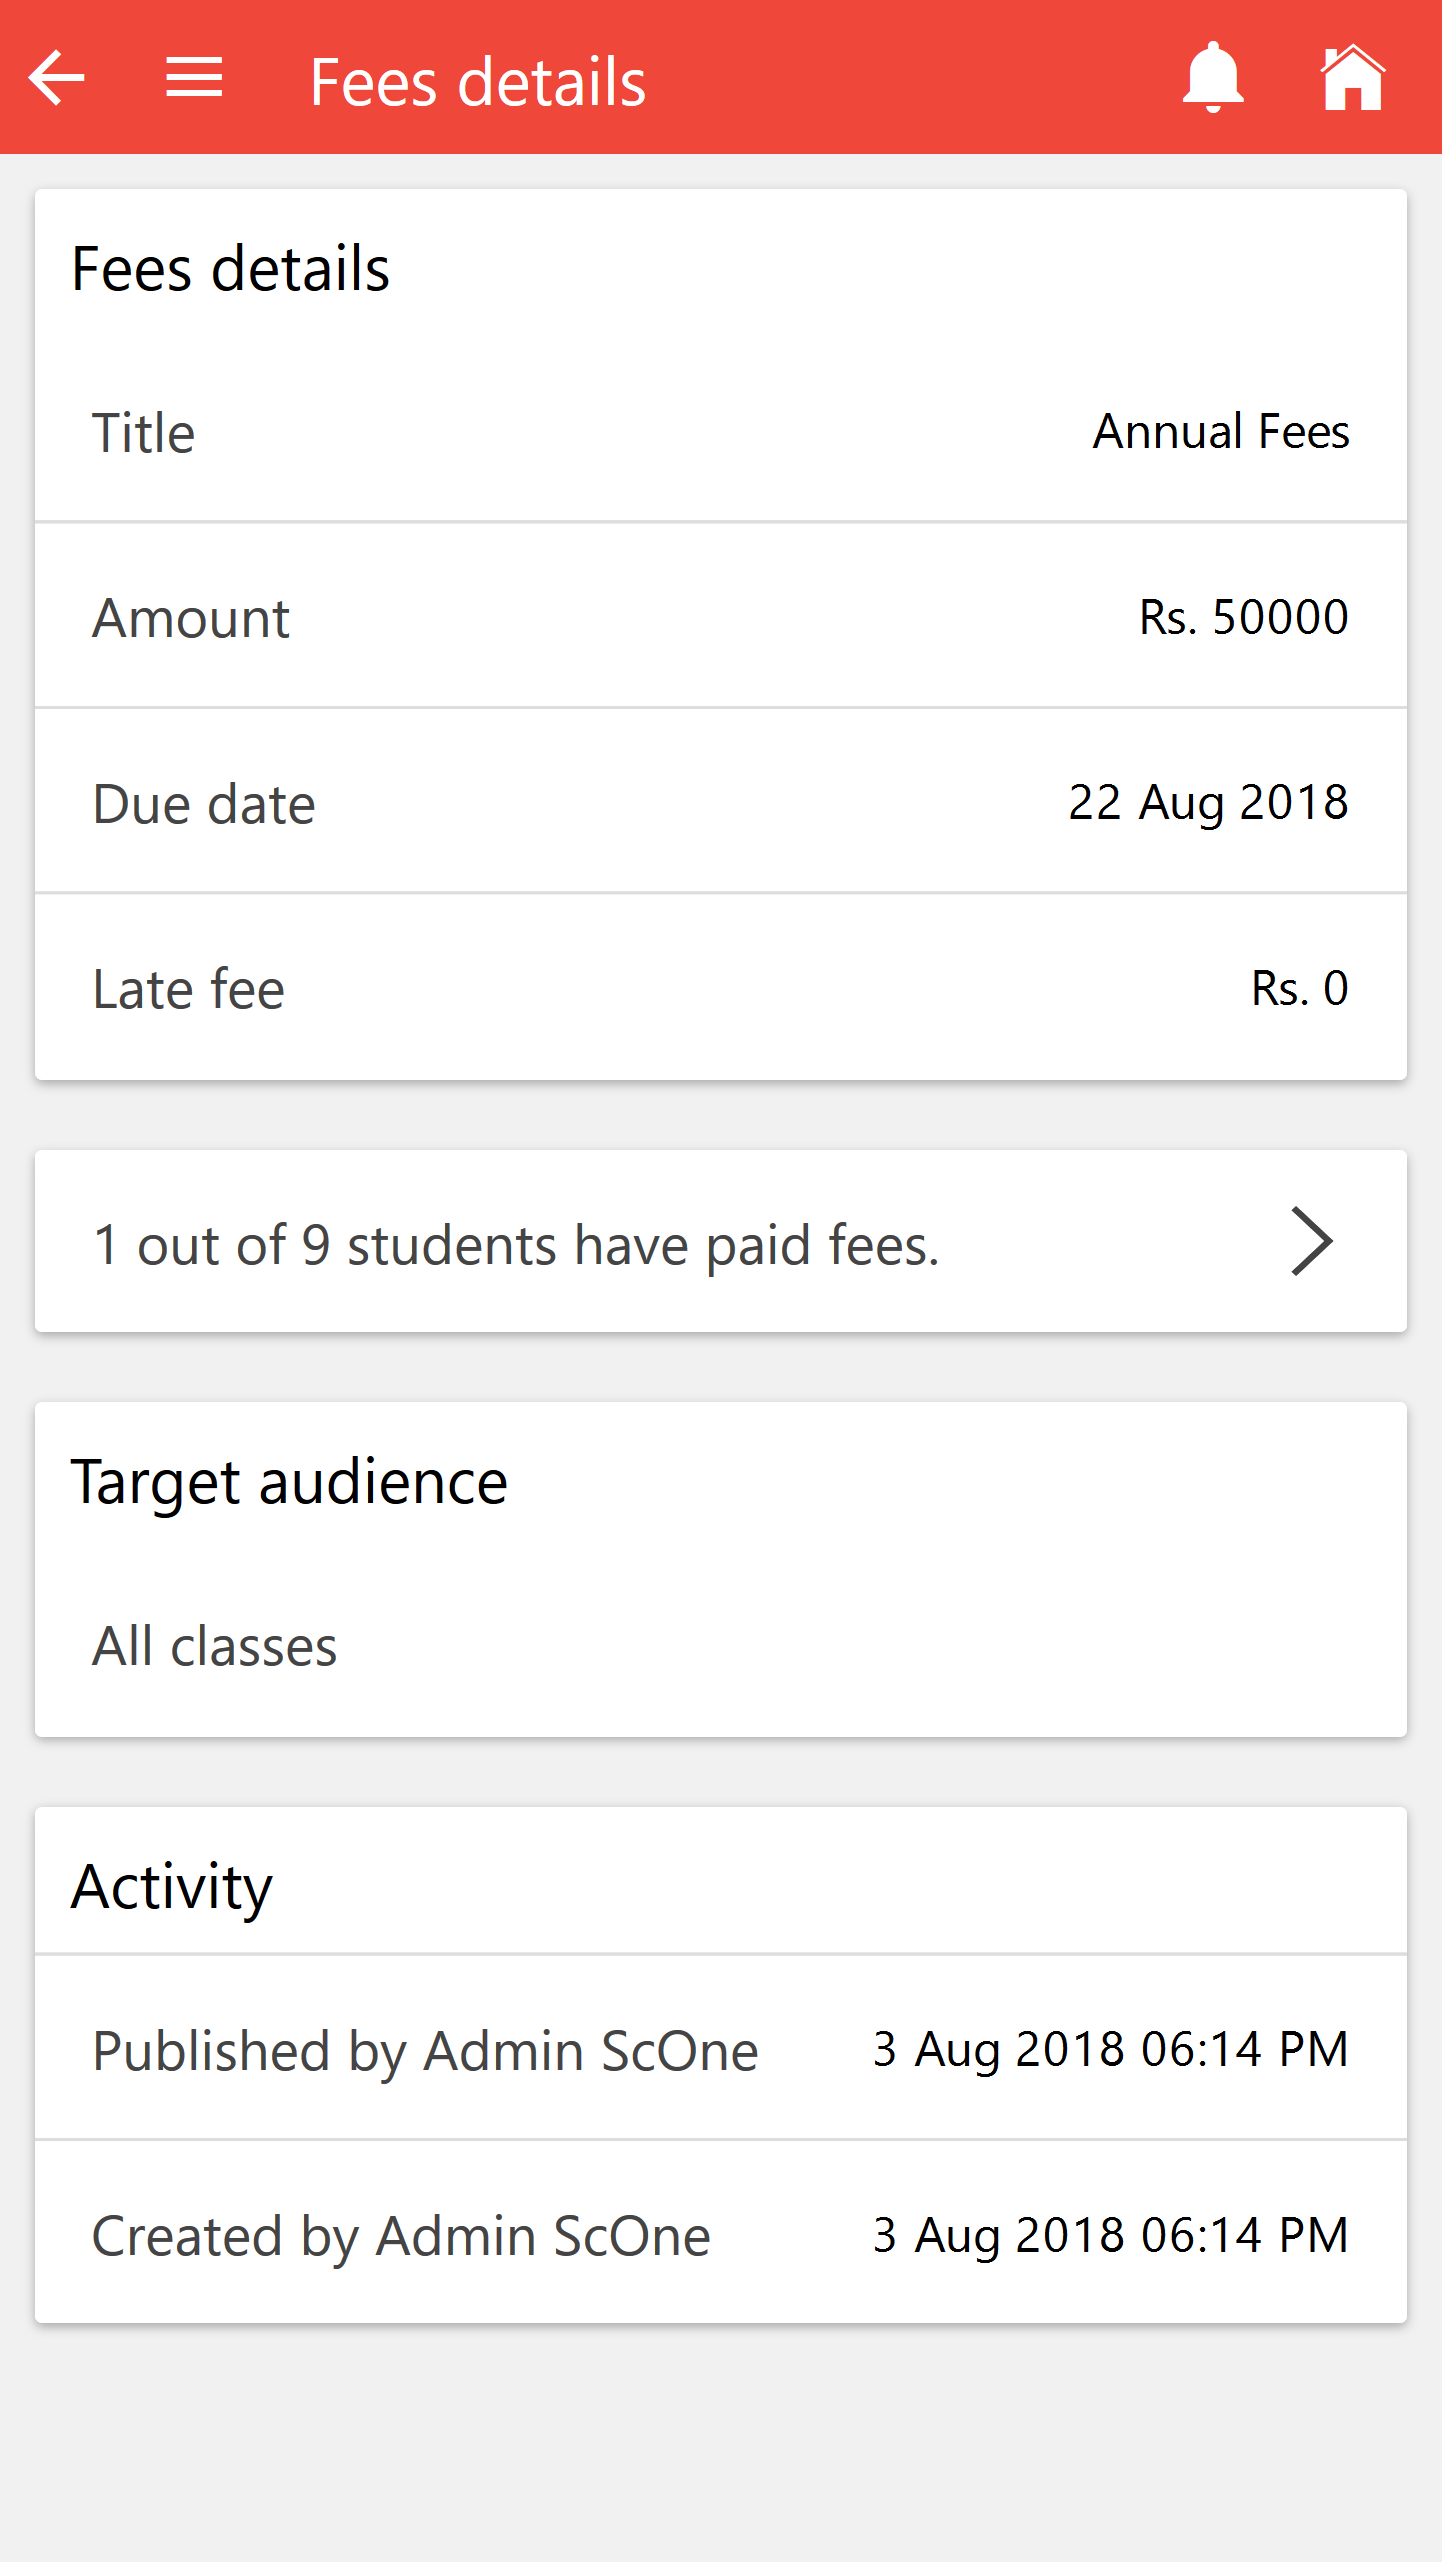 Fees details
Fees details
Title Annual Fees
Amount Rs. 50000
Due date 22 Aug 2018
Late fee Rs. 0
1 out of 9 students have paid fees.
Target audience
All classes
Activity
Published by Admin ScOne 3 Aug 2018 06:14 PM
Created by Admin ScOne 3 Aug 2018 06:14 PM